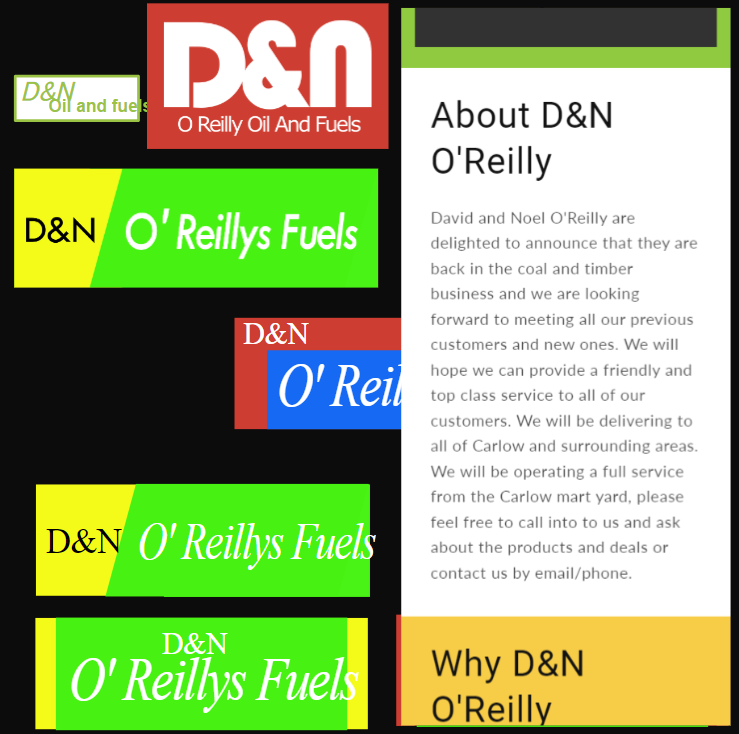 D&N
Oil and fuels
D&N
O Reilly Oil And Fuels
D&N
O' Reillys Fuels
D&N
O' Reil
D&N
O' Reillys Fuels
D&N
O' Reillys Fuels
About D&N
O'Reilly
David and Noel O'Reilly are
delighted to announce that they are
back in the coal and timber
business and we are looking
forward to meeting all our previous
customers and new ones. We will
hope we can provide a friendly and
top class service to all of our
customers. We will be delivering to
all of Carlow and surrounding areas.
We will be operating a full service
from the Carlow mart yard, please
feel free to call into to us and ask
about the products and deals or
contact us by email/phone.
Why D&N
O'Reilly